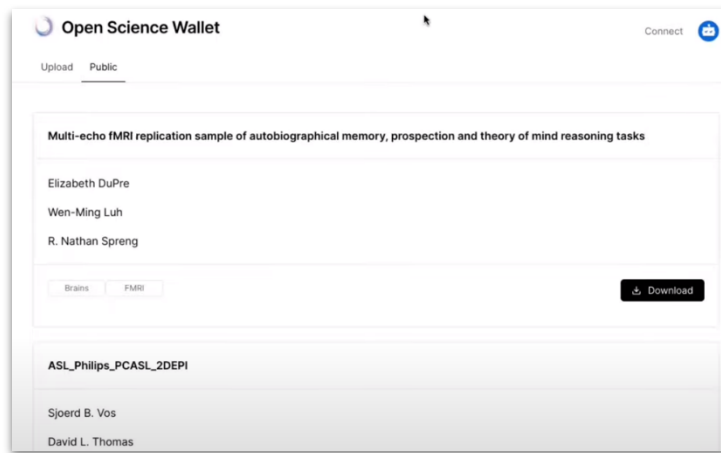 Open Science Wallet
Connect
Upload Public
Multi-echo fMRI replication sample of autobiographical memory, prospection and theory of mind reasoning tasks
Elizabeth DuPre
Wen-Ming Luh
R. Nathan Spreng
Brains FMRI
Download
ASL_Philips_PCASL_2DEPI
Sjoerd B. Vos
David L. Thomas